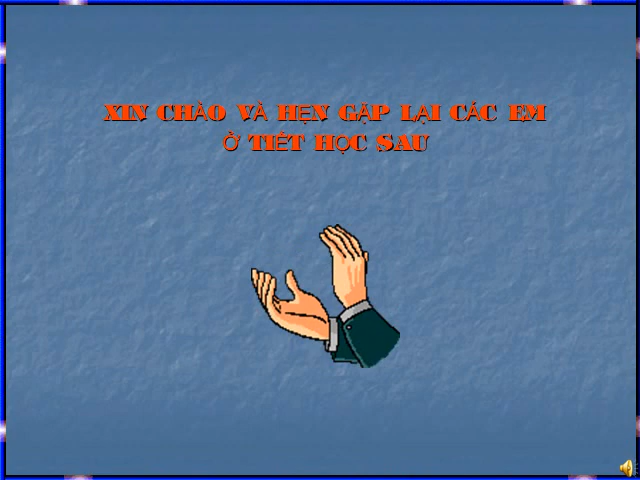 XIN CHÀO VÀ HẸN GẶP LẠI CÁC EM
Ở TIẾT HỌC SAU